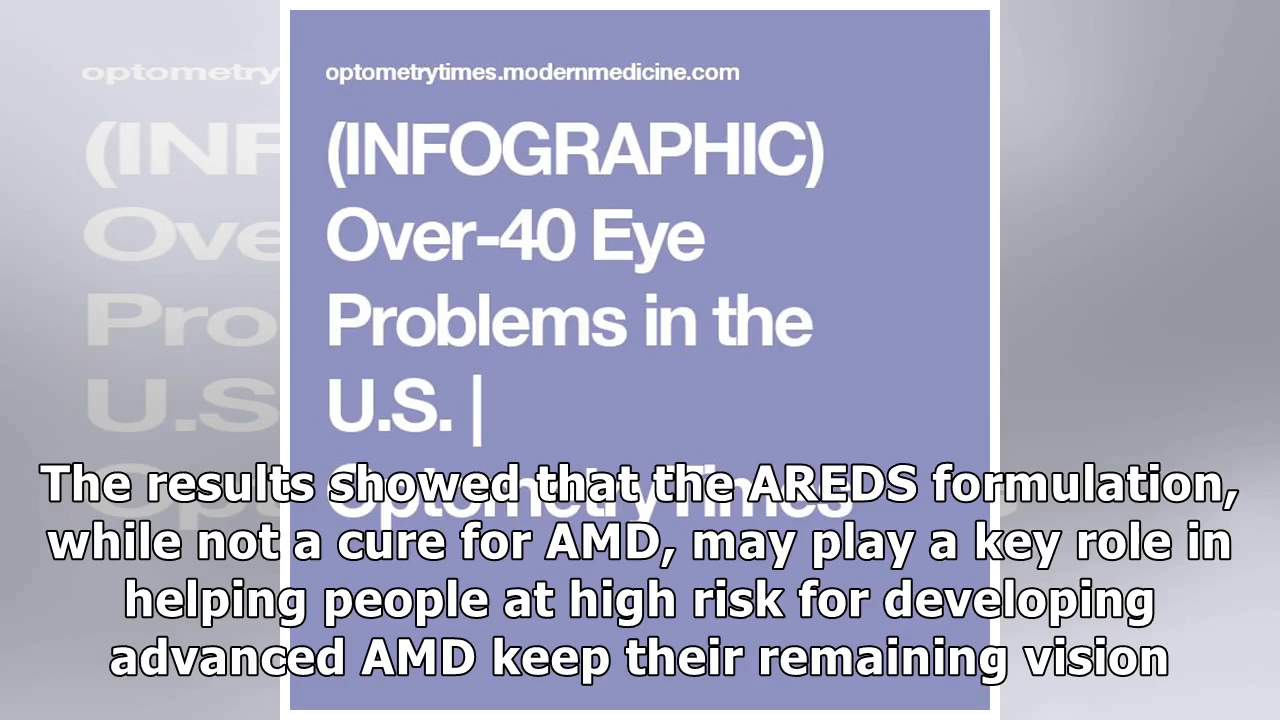 optometrytimes.modernmedicine.com
(INFOGRAPHIC)
Over-40 Eye
Problems in the
U.S. |
OptometryTimes
The results showed that the AREDS formulation,
while not a cure for AMD, may play a key role in
helping people at high risk for developing
advanced AMD keep their remaining vision